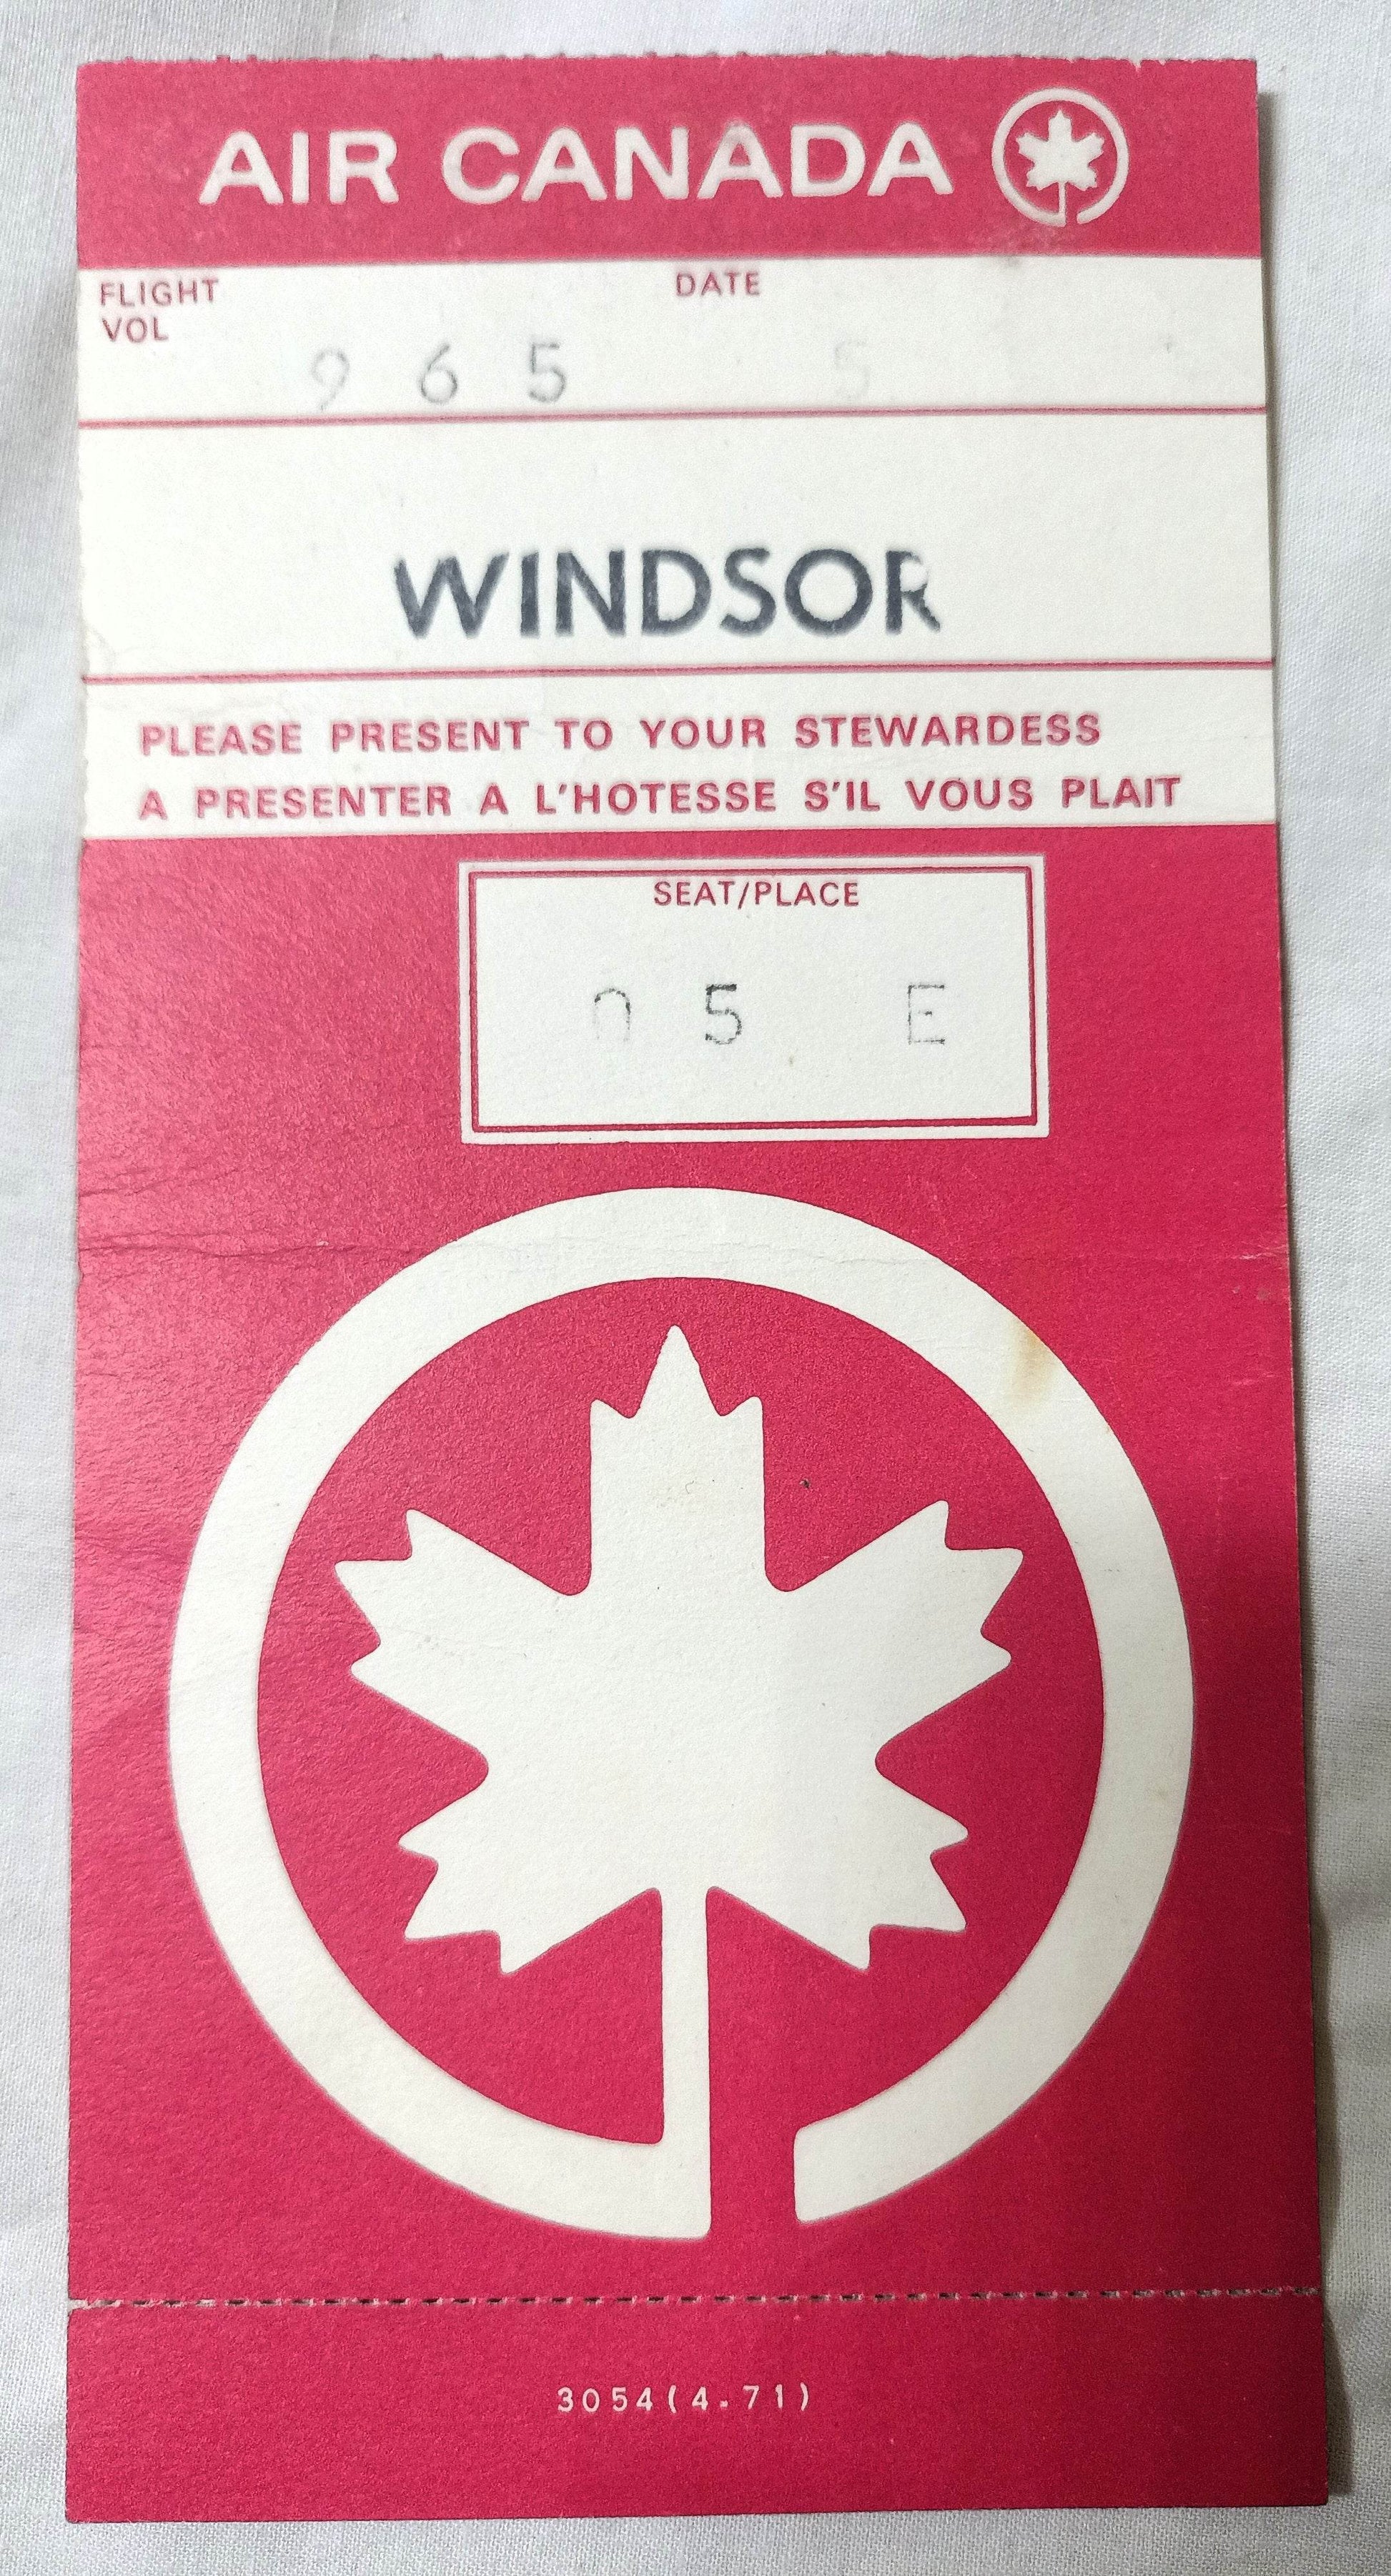 AIR CANADA
FLIGHT DATE
VOL
965 5
WINDSOR
PLEASE PRESENT TO YOUR STEWARDESS
A PRESENTER A L'HOTESSE S'IL VOUS PLAIT
SEAT/PLACE
05 E
3054(4.71)